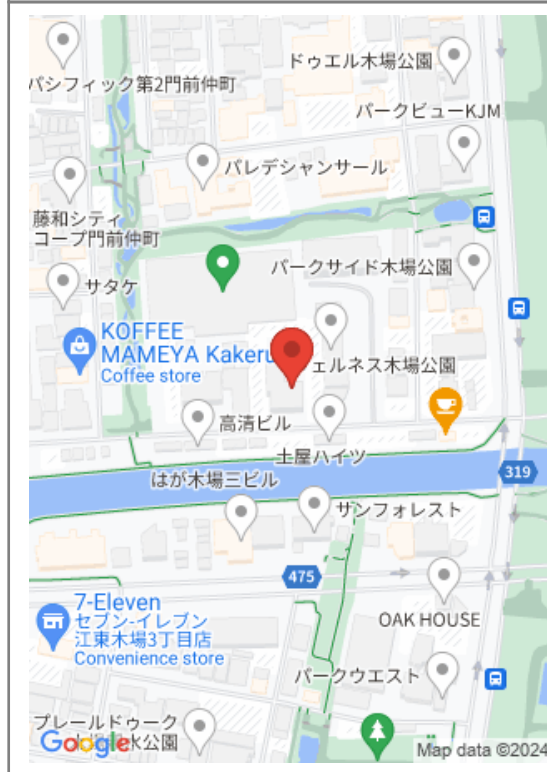 ドゥエル木場公園
パシフィック第2門前仲町
パークビューKJM
パレデシャンサール
藤和シティ
コープ門前仲町
パークサイド木場公園
サタケ
KOFFEE
MAMEYA Kakeru
Coffee store
ェルネス木場公園
高清ビル
土屋ハイツ
319
はが木場三ビル
サンフォレスト
475
7-Eleven
セブン-イレブン
江東木場3丁目店
Convenience store
OAK HOUSE
パークウエスト
プレールドゥーク
K公園
Google
Map data ©2024